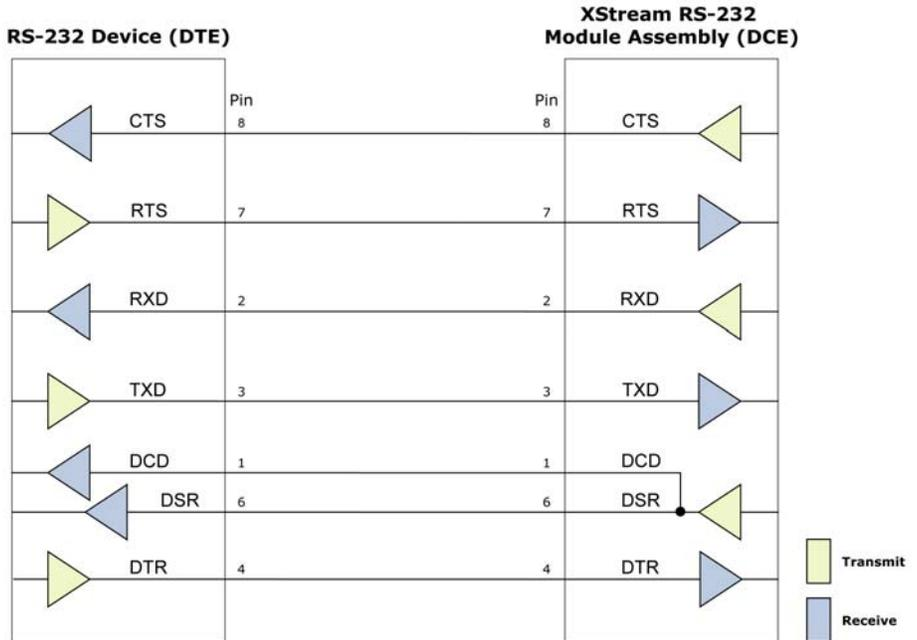 RS-232 Device (DTE)
XStream RS-232
Module Assembly (DCE)
Pin
Pin
CTS
8
8
CTS
RTS
7
7
RTS
RXD
2
2
RXD
TXD
3
3
TXD
DCD
1
1
DCD
DSR
6
6
DSR
DTR
4
4
DTR
Transmit
Receive